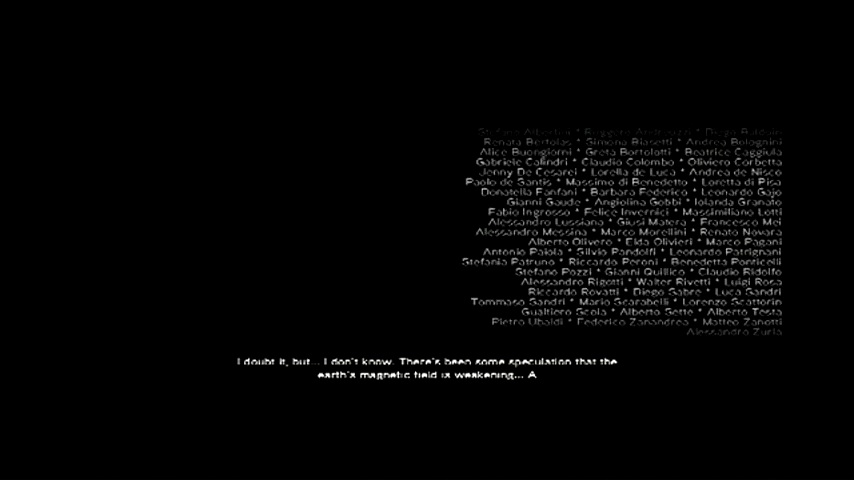 Stefano Albertini * Ruggero Andreozzi * Diego Balduin
Renata Bertolas * Simona Biasetti * Andrea Bolognini
Alice Buongiorni * Greta Bortolotti * Beatrice Caggiula
Gabriele Calindri * Claudio Colombo * Oliviero Corbetta
Jenny De Cesarei * Lorella de Luca * Andrea de Nisco
Paolo de Santis * Massimo di Benedetto * Loretta di Pisa
Donatella Fanfani * Barbara Federico * Leonardo Gajo
Gianni Gaude * Angiolina Gobbi * Iolanda Granato
Fabio Ingrosso * Felice Invernici * Massimiliano Lotti
Alessandro Lussiana * Giusi Matera * Francesco Mei
Alessandro Messina * Marco Morellini * Renato Novara
Alberto Olivero * Elda Olivieri * Marco Pagani
Antonio Paiola * Silvio Pandolfi * Leonardo Patrignani
Stefania Patruno * Riccardo Peroni * Benedetta Ponticelli
Stefano Pozzi * Gianni Quillico * Claudio Ridolfo
Alessandro Rigotti * Walter Rivetti * Luigi Rosa
Riccardo Rovatti * Diego Sabre * Luca Sandri
Tommaso Sandri * Mario Scarabelli * Lorenzo Scattorin
Gualtiero Scola * Alberto Sette * Alberto Testa
Pietro Ubaldi * Federico Zanandrea * Matteo Zanotti
Alessandro Zurla
I doubt it, but... I don't know. There's been some speculation that the
earth's magnetic field is weakening... A